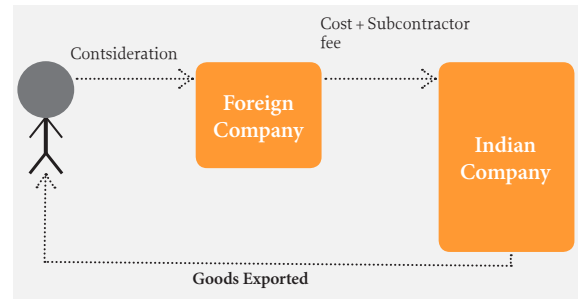 Contsideration
Cost + Subcontractor
fee
Foreign
Company
Indian
Company
Goods Exported